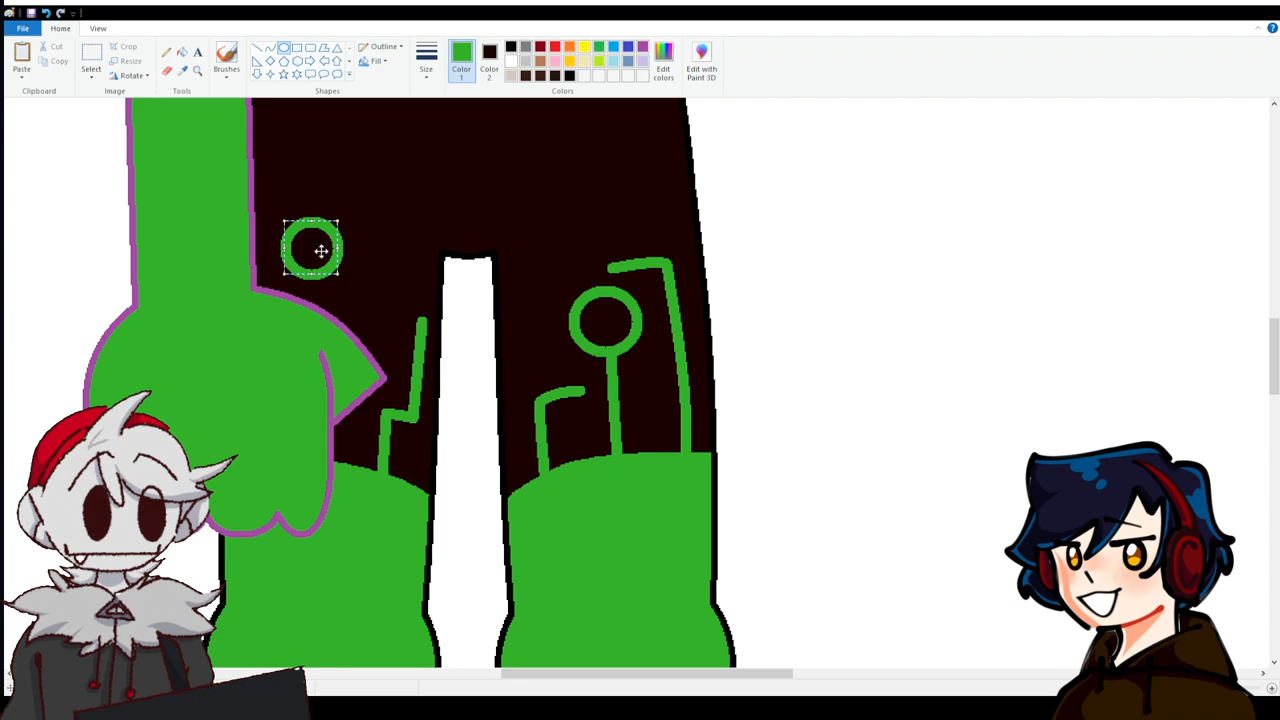 File Home View
Paste Cut Copy Select Crop Resize Rotate A Brushes Outline Fill Size Color 1 Color 2 Edit colors Edit with Paint 3D
Clipboard Image Tools Shapes Colors